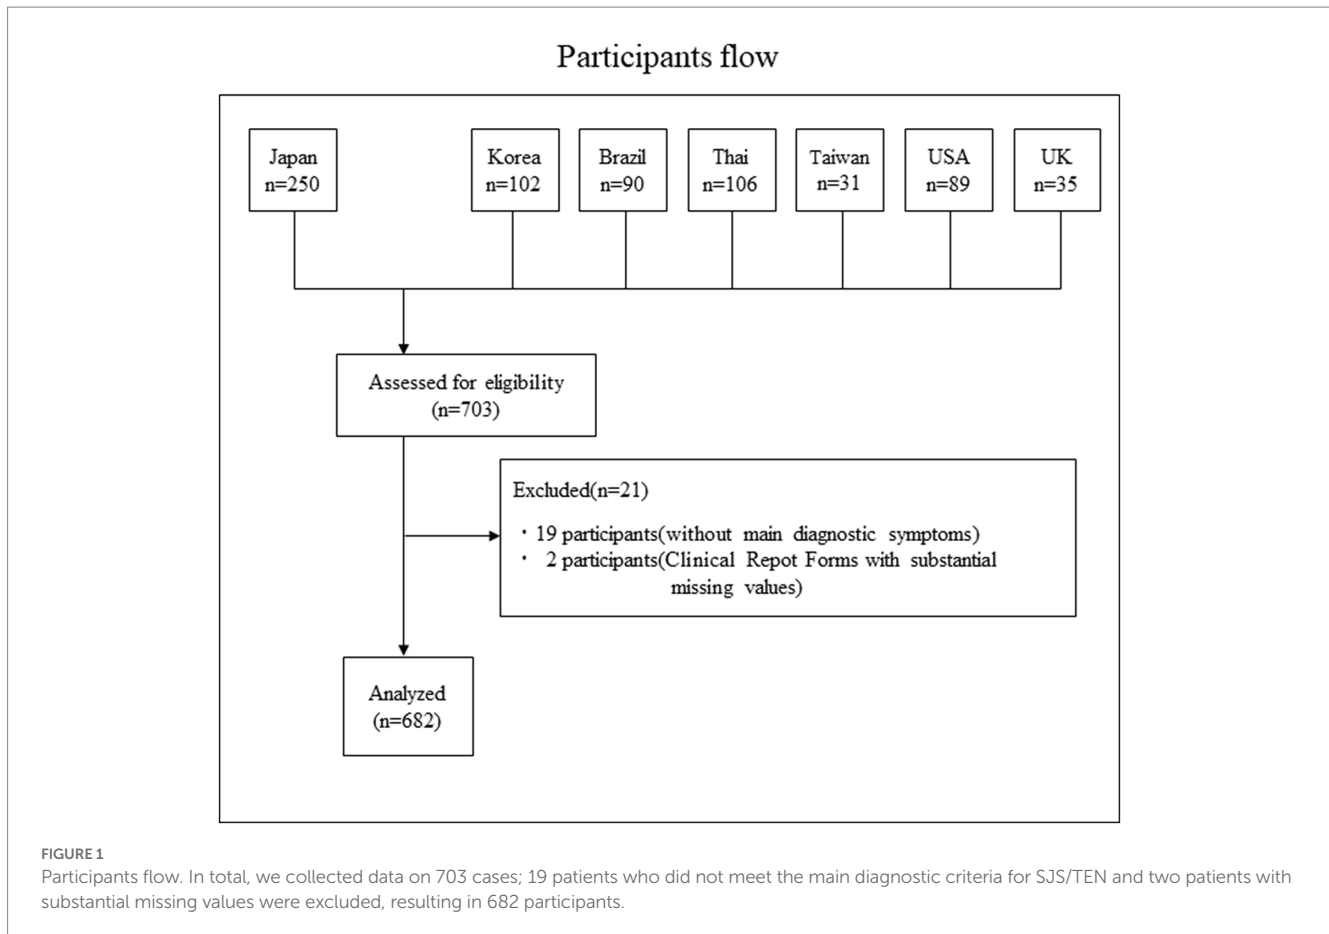 Participants flow
Japan
n=250
Korea
n=102
Brazil
n=90
Thai
n=106
Taiwan
n=31
USA
n=89
UK
n=35
Assessed for eligibility
(n=703)
Excluded(n=21)
・19 participants(without main diagnostic symptoms)
・ 2 participants(Clinical Repot Forms with substantial
missing values)
Analyzed
(n=682)
FIGURE 1
Participants flow. In total, we collected data on 703 cases; 19 patients who did not meet the main diagnostic criteria for SJS/TEN and two patients with
substantial missing values were excluded, resulting in 682 participants.